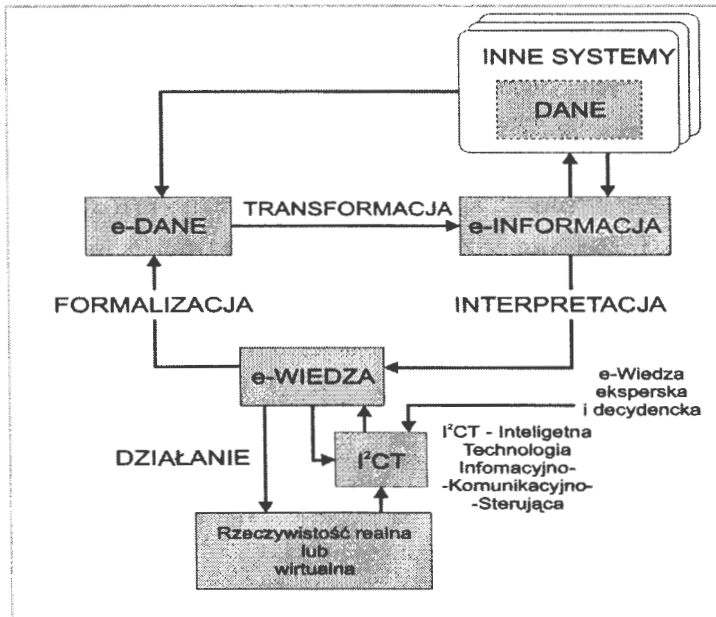 INNE SYSTEMY
DANE
TRANSFORMACJA
e-DANE
e-INFORMACJA
FORMALIZACJA
INTERPRETACJA
e-WIEDZA
e-Wiedza
ekspercka
i decydencka
DZIAŁANIE
I²CT
I²CT - Inteligetna
Technologia
Infomacyjno-
-Komunikacyjno-
-Sterująca
Rzeczywistość realna
lub
wirtualna